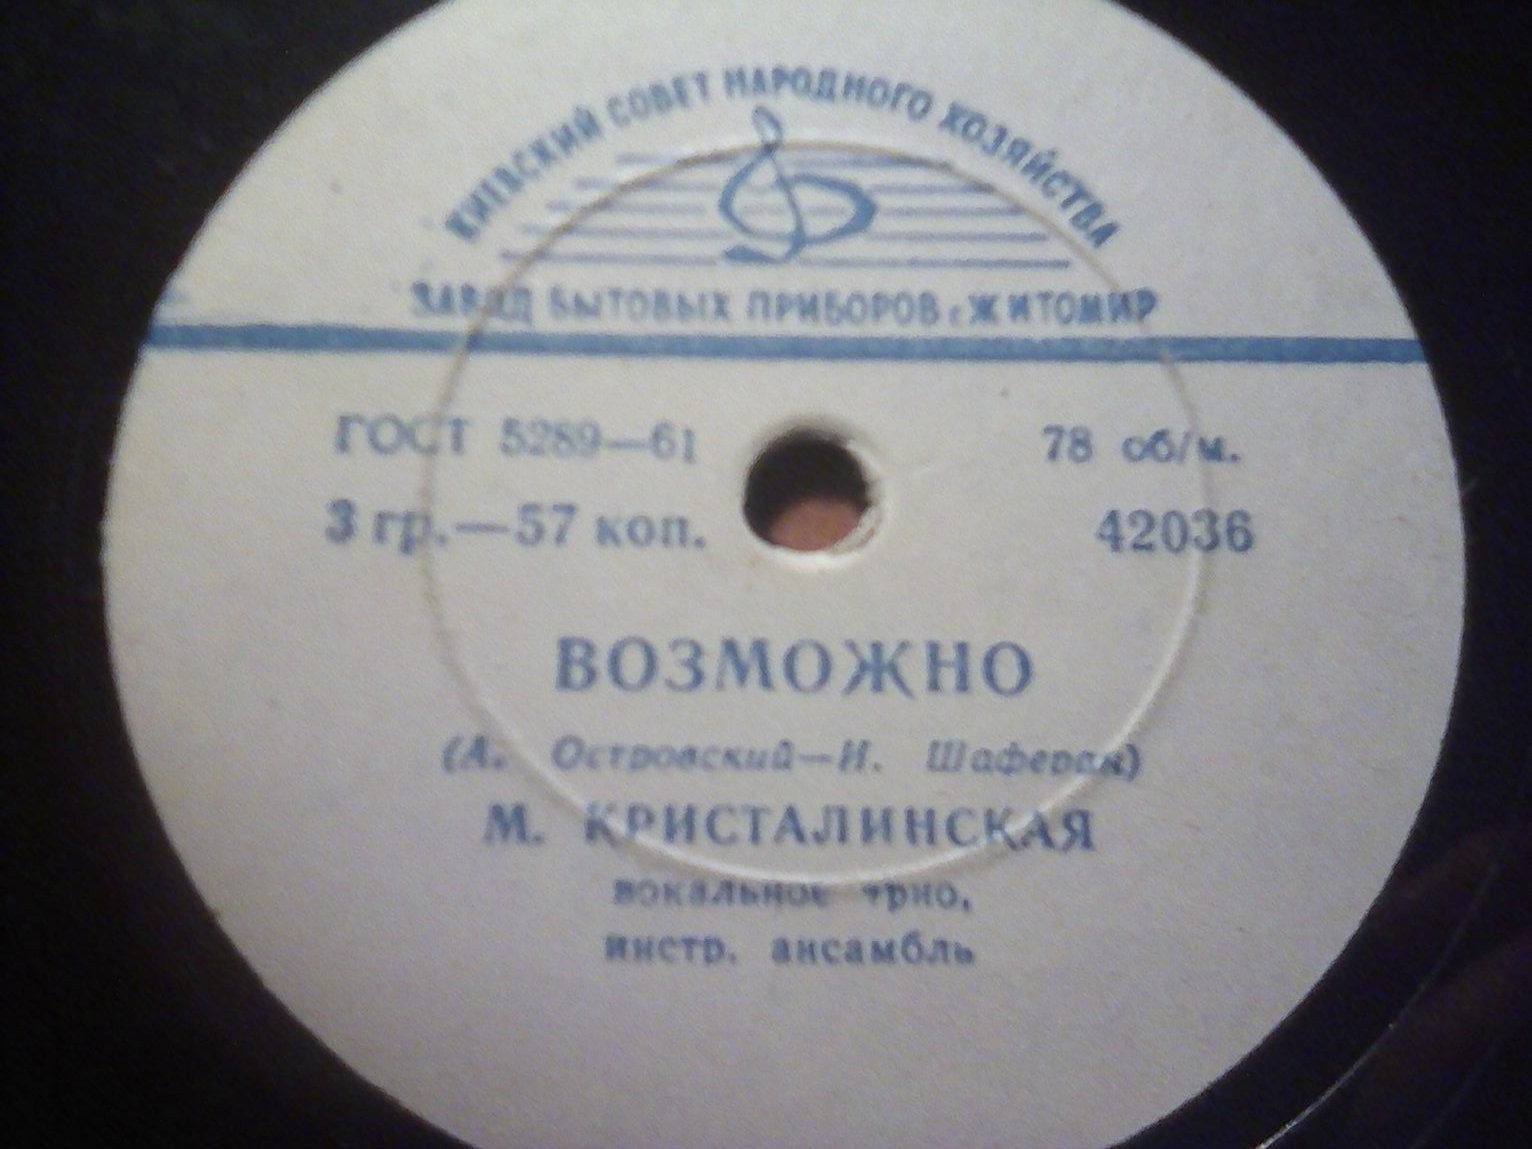 КИЕВСКИЙ СОВЕТ НАРОДНОГО ХОЗЯЙСТВА
ЗАВОД БЫТОВЫХ ПРИБОРОВ г. ЖИТОМИР
ГОСТ 5289—61
78 об/м.
3 гр.—57 коп.
42036
ВОЗМОЖНО
(А. Островский—И. Шаферан)
М. КРИСТАЛИНСКАЯ
вокальное трио,
инстр. ансамбль